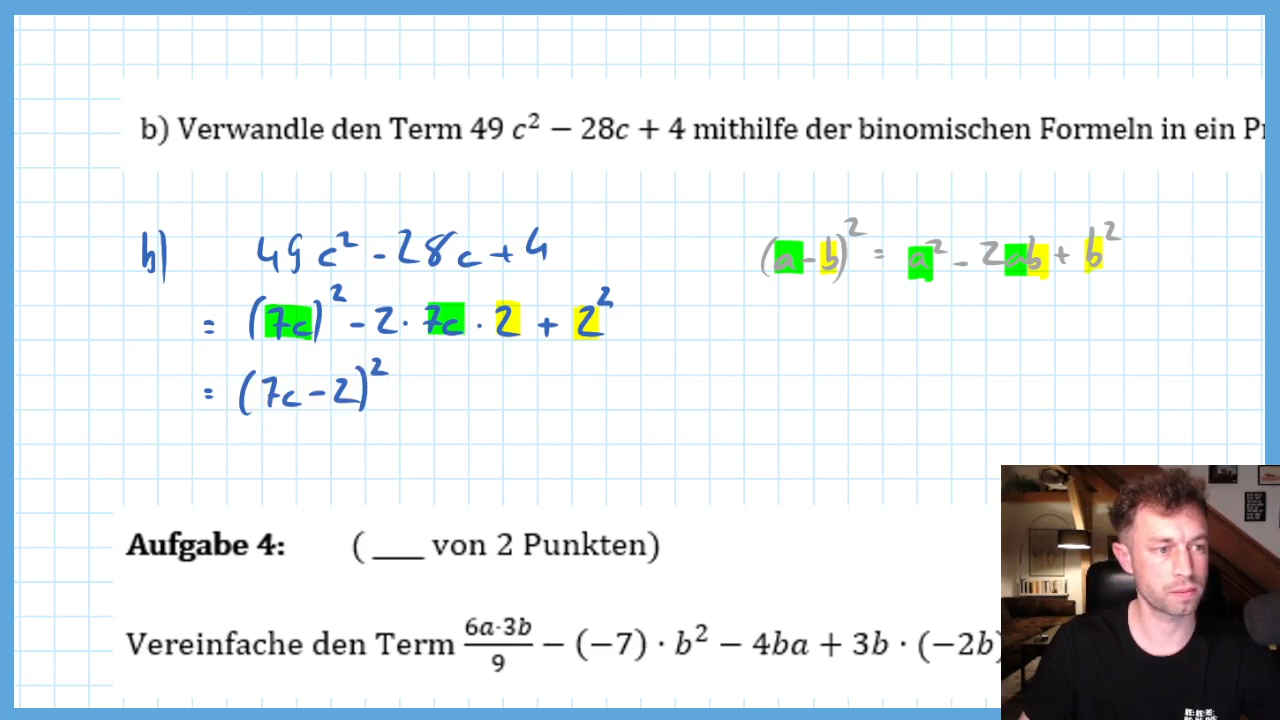 b) Verwandle den Term 49 c² − 28c + 4 mithilfe der binomischen Formeln in ein
b) 49c² - 28c + 4
(a - b)² = a² - 2ab + b²
= (7c)² - 2 · 7c · 2 + 2²
= (7c - 2)²
Aufgabe 4: ( ___ von 2 Punkten)
Vereinfache den Term \frac{6a·3b}{9} − (−7) · b² − 4ba + 3b · (−2b)